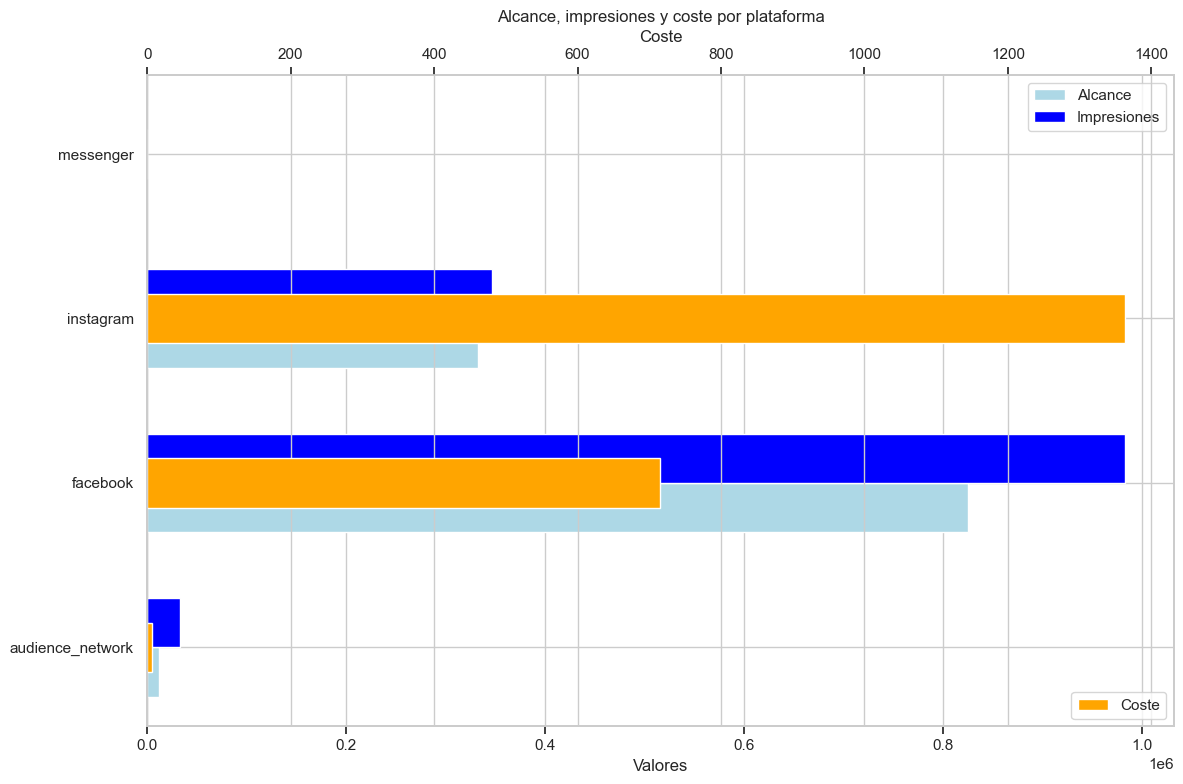 Alcance, impresiones y coste por plataforma
Coste
0 200 400 600 800 1000 1200 1400
Alcance
Impresiones
messenger
instagram
facebook
audience_network
Coste
0.0 0.2 0.4 0.6 0.8 1.0
1e6
Valores